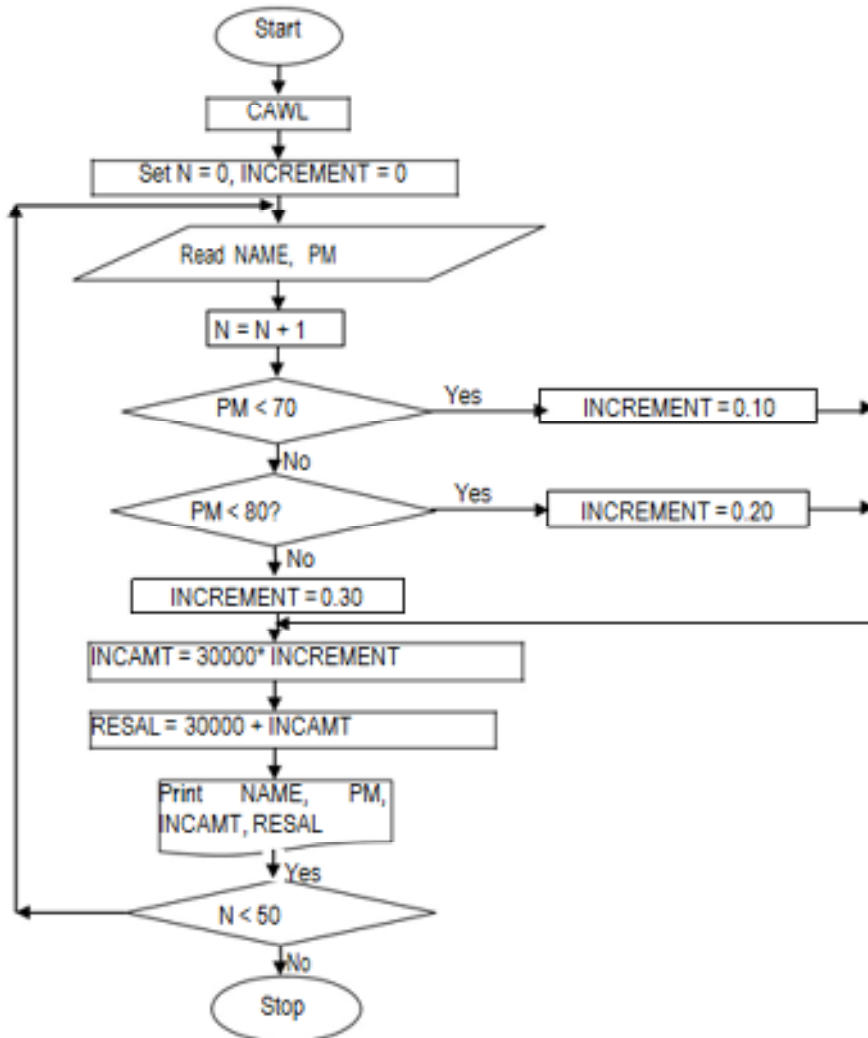 Start
CAWL
Set N = 0, INCREMENT = 0
Read NAME, PM
N = N + 1
PM < 70
Yes
INCREMENT = 0.10
No
PM < 80?
Yes
INCREMENT = 0.20
No
INCREMENT = 0.30
INCAMT = 30000* INCREMENT
RESAL = 30000 + INCAMT
Print NAME, PM,
INCAMT, RESAL
Yes
N < 50
No
Stop